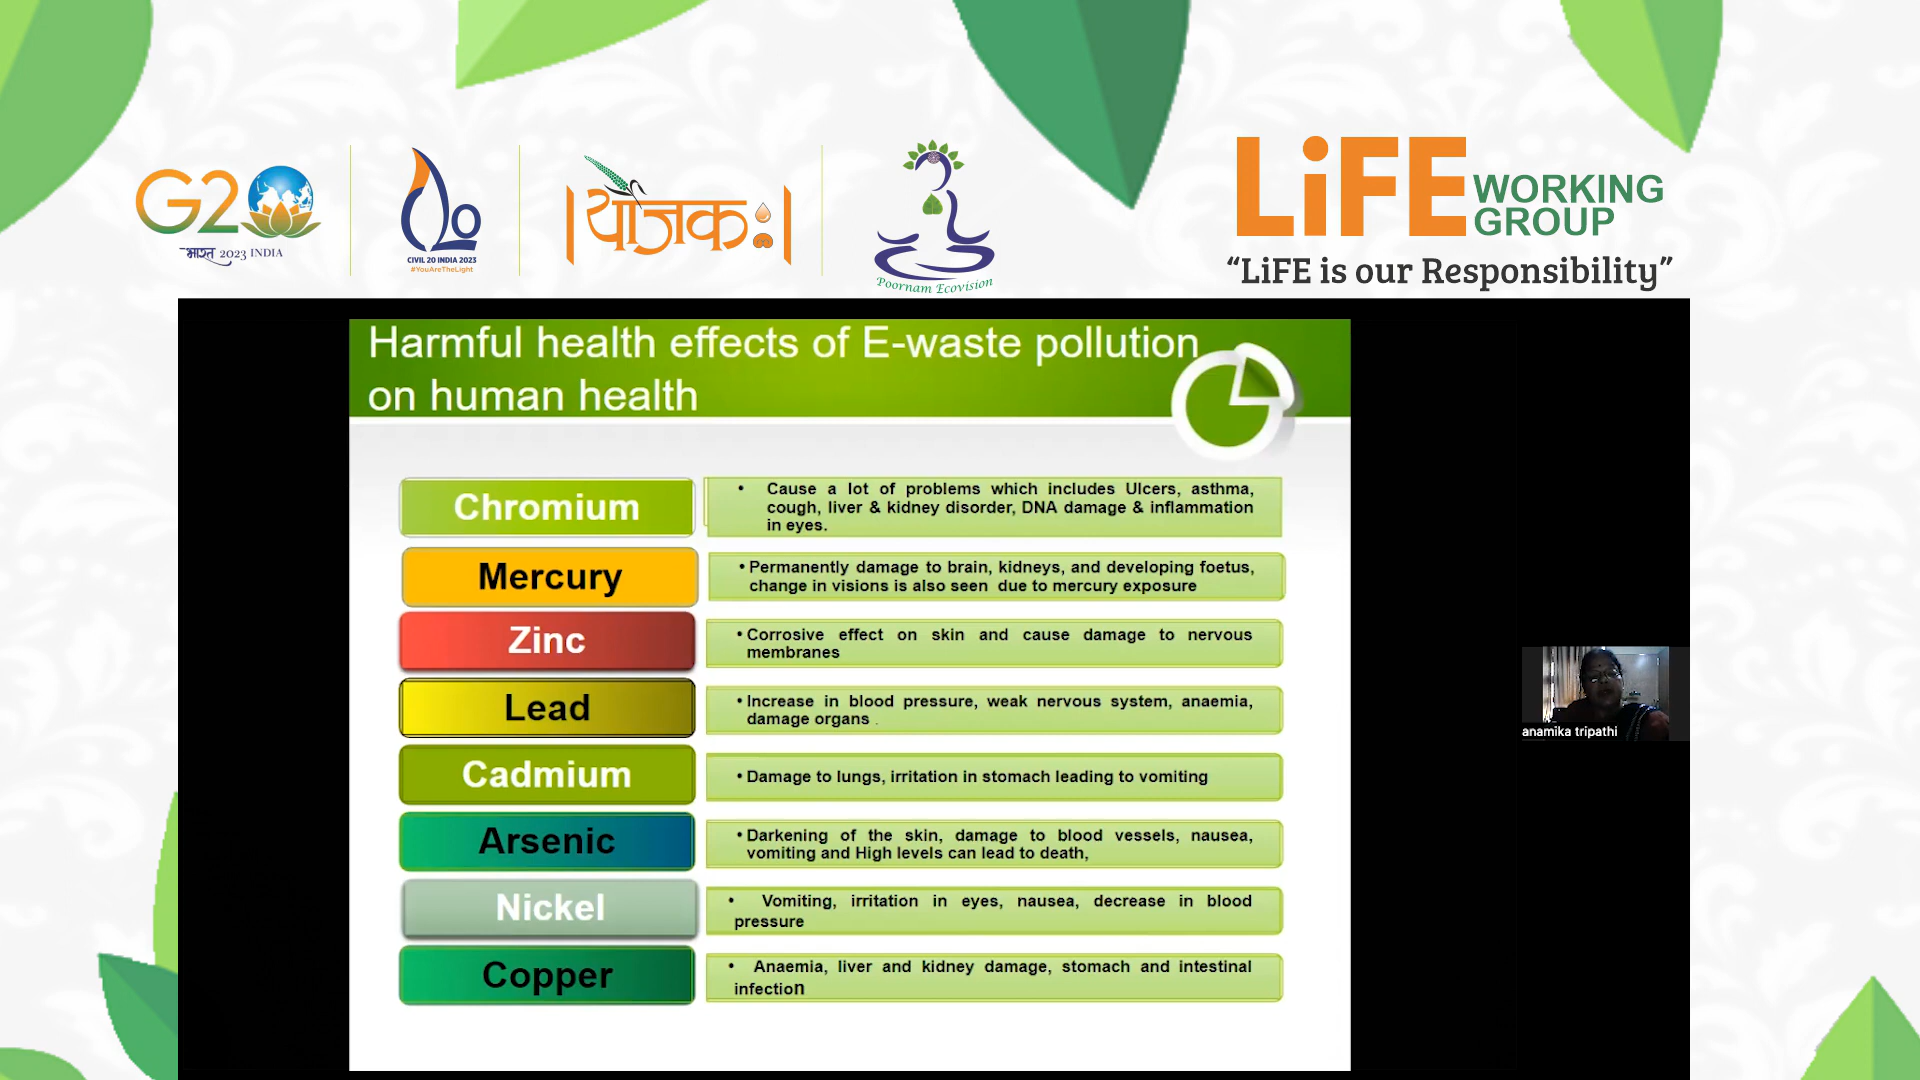 G20
भारत 2023 INDIA
CIVIL 20 INDIA 2023
#YouAreTheLight
योजक:
Poornam Ecovision
LiFE WORKING
GROUP
“LiFE is our Responsibility”
Harmful health effects of E-waste pollution
on human health
Chromium
• Cause a lot of problems which includes Ulcers, asthma,
cough, liver & kidney disorder, DNA damage & inflammation
in eyes.
Mercury
• Permanently damage to brain, kidneys, and developing foetus,
change in visions is also seen due to mercury exposure
Zinc
• Corrosive effect on skin and cause damage to nervous
membranes
Lead
• Increase in blood pressure, weak nervous system, anaemia,
damage organs .
Cadmium
• Damage to lungs, irritation in stomach leading to vomiting
Arsenic
• Darkening of the skin, damage to blood vessels, nausea,
vomiting and High levels can lead to death,
Nickel
• Vomiting, irritation in eyes, nausea, decrease in blood
pressure
Copper
• Anaemia, liver and kidney damage, stomach and intestinal
infection
anamika tripathi